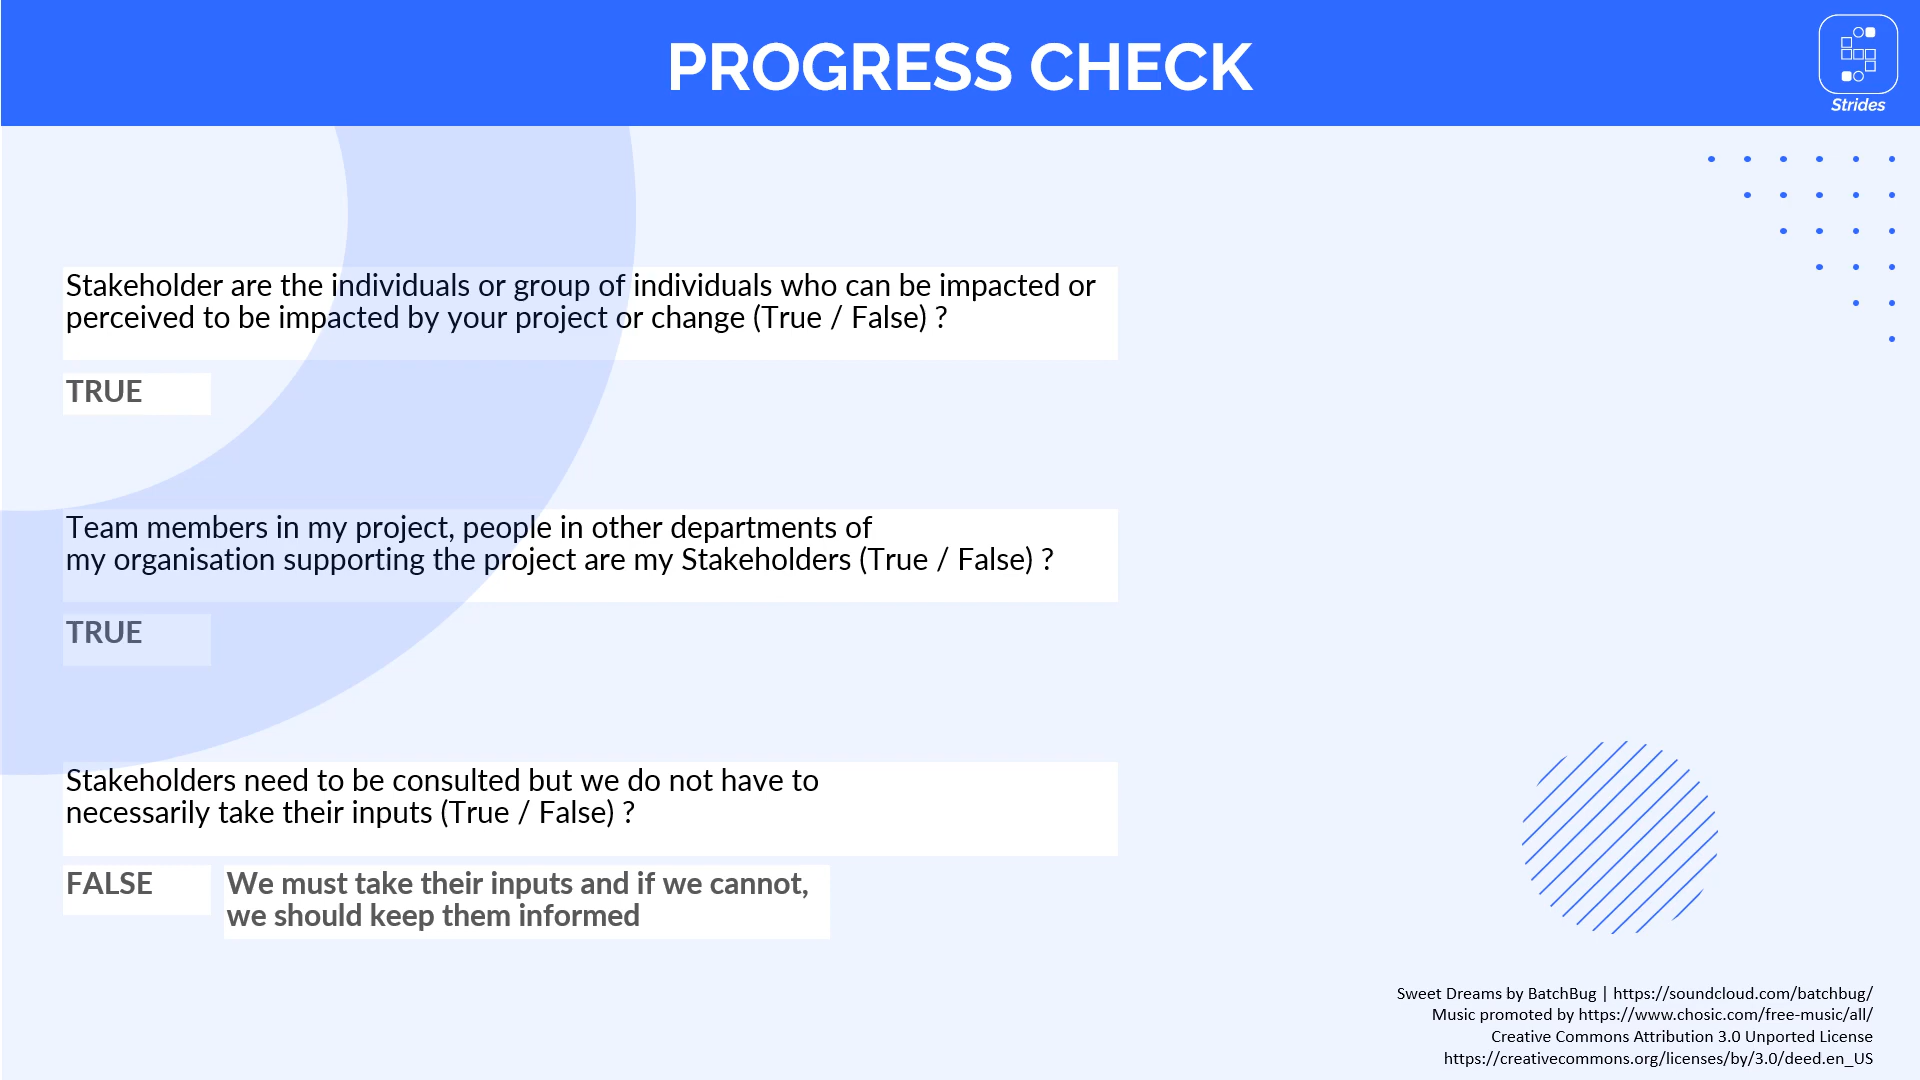 PROGRESS CHECK
Strides
Stakeholder are the individuals or group of individuals who can be impacted or
perceived to be impacted by your project or change (True / False) ?
TRUE
Team members in my project, people in other departments of
my organisation supporting the project are my Stakeholders (True / False) ?
TRUE
Stakeholders need to be consulted but we do not have to
necessarily take their inputs (True / False) ?
FALSE
We must take their inputs and if we cannot,
we should keep them informed
Sweet Dreams by BatchBug | https://soundcloud.com/batchbug/
Music promoted by https://www.chosic.com/free-music/all/
Creative Commons Attribution 3.0 Unported License
https://creativecommons.org/licenses/by/3.0/deed.en_US